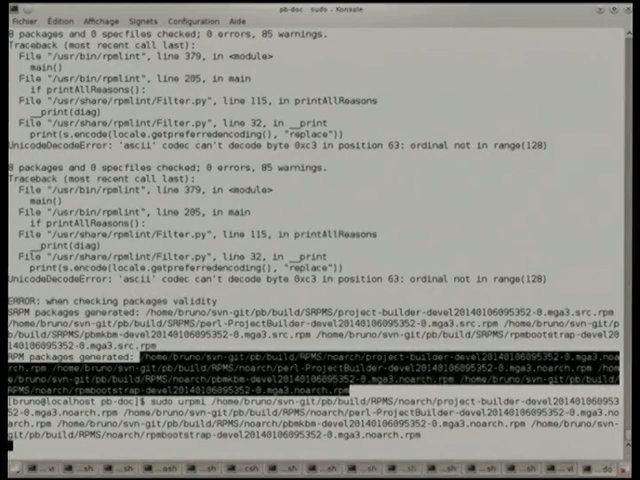 pb-doc : sudo - Konsole
Fichier Édition Affichage Signets Configuration Aide
8 packages and 0 specfiles checked; 0 errors, 85 warnings.
Traceback (most recent call last):
File "/usr/bin/rpmlint", line 379, in <module>
main()
File "/usr/bin/rpmlint", line 205, in main
if printAllReasons():
File "/usr/share/rpmlint/Filter.py", line 115, in printAllReasons
__print(diag)
File "/usr/share/rpmlint/Filter.py", line 32, in __print
print(s.encode(locale.getpreferredencoding(), "replace"))
UnicodeDecodeError: 'ascii' codec can't decode byte 0xc3 in position 63: ordinal not in range(128)
8 packages and 0 specfiles checked; 0 errors, 85 warnings.
Traceback (most recent call last):
File "/usr/bin/rpmlint", line 379, in <module>
main()
File "/usr/bin/rpmlint", line 205, in main
if printAllReasons():
File "/usr/share/rpmlint/Filter.py", line 115, in printAllReasons
__print(diag)
File "/usr/share/rpmlint/Filter.py", line 32, in __print
print(s.encode(locale.getpreferredencoding(), "replace"))
UnicodeDecodeError: 'ascii' codec can't decode byte 0xc3 in position 63: ordinal not in range(128)
ERROR: when checking packages validity
SRPM packages generated: /home/bruno/svn-git/pb/build/SRPMS/project-builder-devel20140106095352-0.mga3.src.rpm
/home/bruno/svn-git/pb/build/SRPMS/perl-ProjectBuilder-devel20140106095352-0.mga3.src.rpm /home/bruno/svn-git/p
b/build/SRPMS/pbmkbm-devel20140106095352-0.mga3.src.rpm /home/bruno/svn-git/pb/build/SRPMS/rpmbootstrap-devel20
140106095352-0.mga3.src.rpm
RPM packages generated: /home/bruno/svn-git/pb/build/RPMS/noarch/project-builder-devel20140106095352-0.mga3.noa
rch.rpm /home/bruno/svn-git/pb/build/RPMS/noarch/perl-ProjectBuilder-devel20140106095352-0.mga3.noarch.rpm /hom
e/bruno/svn-git/pb/build/RPMS/noarch/pbmkbm-devel20140106095352-0.mga3.noarch.rpm /home/bruno/svn-git/pb/build/
RPMS/noarch/rpmbootstrap-devel20140106095352-0.mga3.noarch.rpm
[bruno@localhost pb-doc]$ sudo urpmi /home/bruno/svn-git/pb/build/RPMS/noarch/project-builder-devel201401060953
52-0.mga3.noarch.rpm /home/bruno/svn-git/pb/build/RPMS/noarch/perl-ProjectBuilder-devel20140106095352-0.mga3.no
arch.rpm /home/bruno/svn-git/pb/build/RPMS/noarch/pbmkbm-devel20140106095352-0.mga3.noarch.rpm /home/bruno/svn-
git/pb/build/RPMS/noarch/rpmbootstrap-devel20140106095352-0.mga3.noarch.rpm